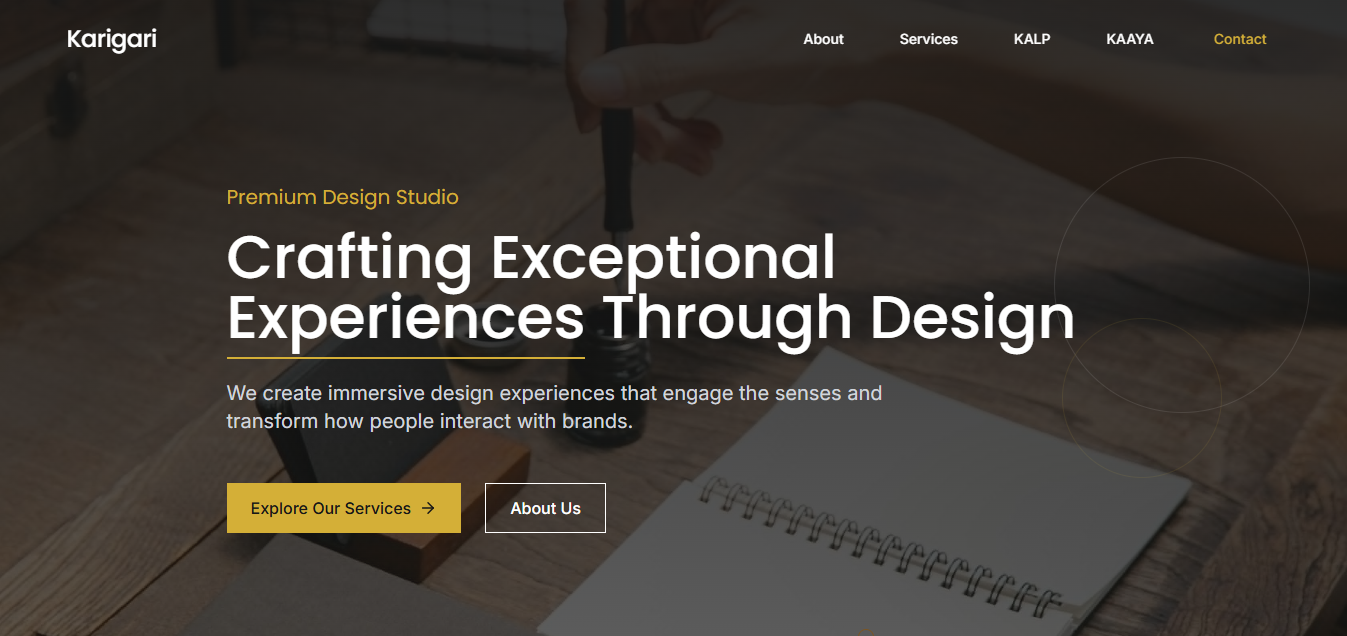 Karigari
About
Services
KALP
KAAYA
Contact
Premium Design Studio
Crafting Exceptional
Experiences Through Design
We create immersive design experiences that engage the senses and
transform how people interact with brands.
Explore Our Services →
About Us